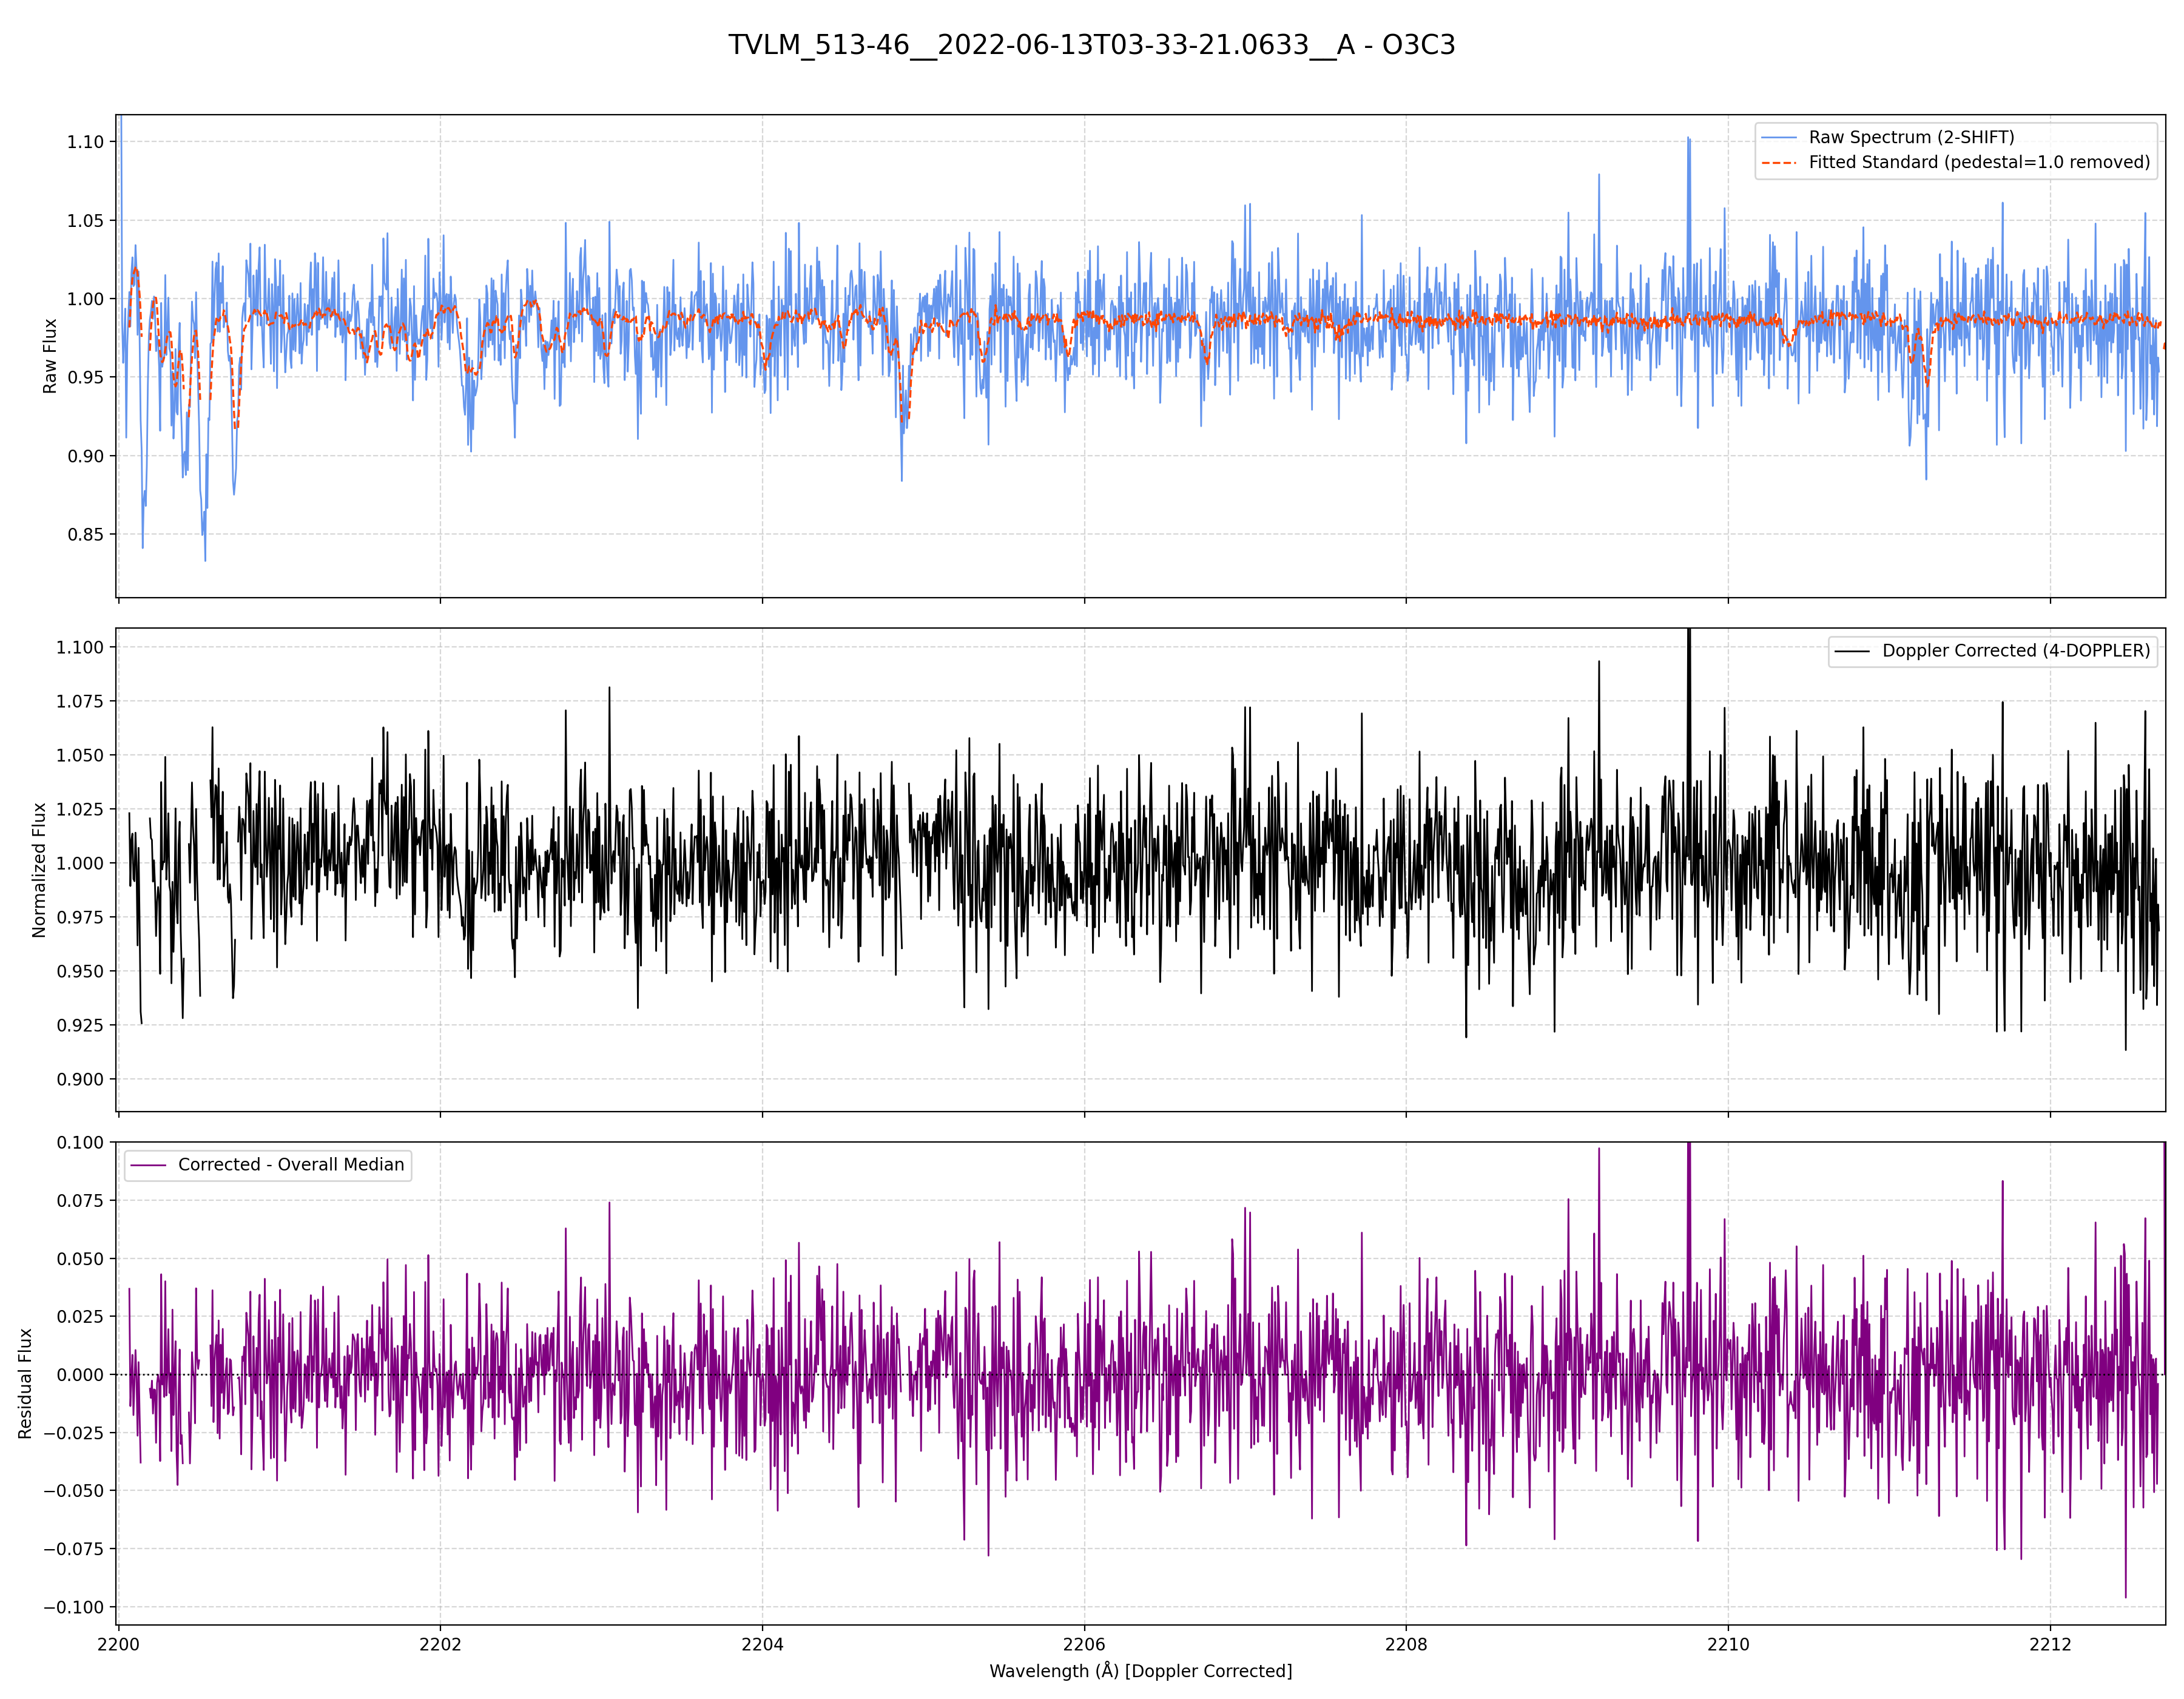 TVLM_513-46__2022-06-13T03-33-21.0633__A - O3C3
Raw Flux
1.10
1.05
1.00
0.95
0.90
0.85
Raw Spectrum (2-SHIFT)
Fitted Standard (pedestal=1.0 removed)
Normalized Flux
1.100
1.075
1.050
1.025
1.000
0.975
0.950
0.925
0.900
Doppler Corrected (4-DOPPLER)
Residual Flux
0.100
0.075
0.050
0.025
0.000
−0.025
−0.050
−0.075
−0.100
Corrected - Overall Median
2200 2202 2204 2206 2208 2210 2212
Wavelength (Å) [Doppler Corrected]